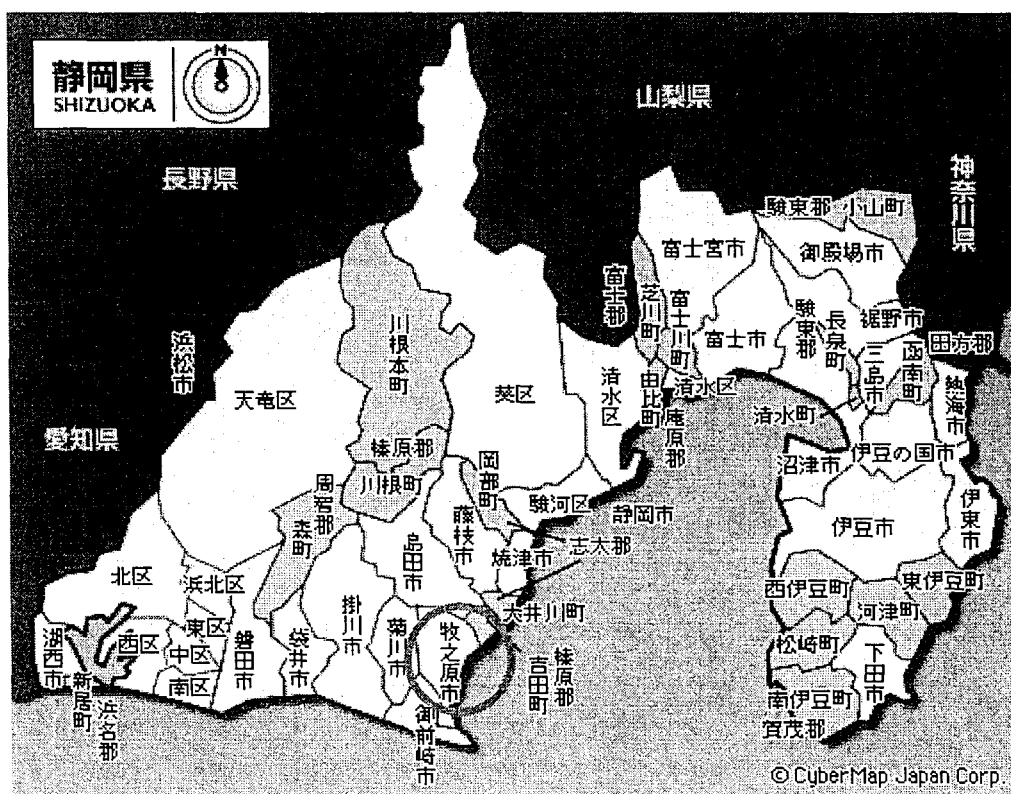 静岡県
SHIZUOKA
N
山梨県
長野県
神奈川県
駿東郡
小山町
富士宮市
御殿場市
富士郡
芝川町
富士川町
富士市
駿東郡
長泉町
裾野市
三島市
函南町
田方郡
熱海市
浜松市
天竜区
川根本町
葵区
清水区
由比町
庵原郡
清水区
清水町
愛知県
榛原郡
川根町
岡部町
沼津市
伊豆の国市
周智郡
森町
駿河区
静岡市
伊東市
島田市
藤枝市
焼津市
志太郡
伊豆市
北区
浜北区
西伊豆町
東伊豆町
河津町
大井川町
掛川市
菊川市
牧之原市
湖西市
西区
東区
中区
南区
磐田市
袋井市
松崎町
下田市
新居町
浜名郡
榛原郡
吉田町
南伊豆町
賀茂郡
御前崎市
© CyberMap Japan Corp.